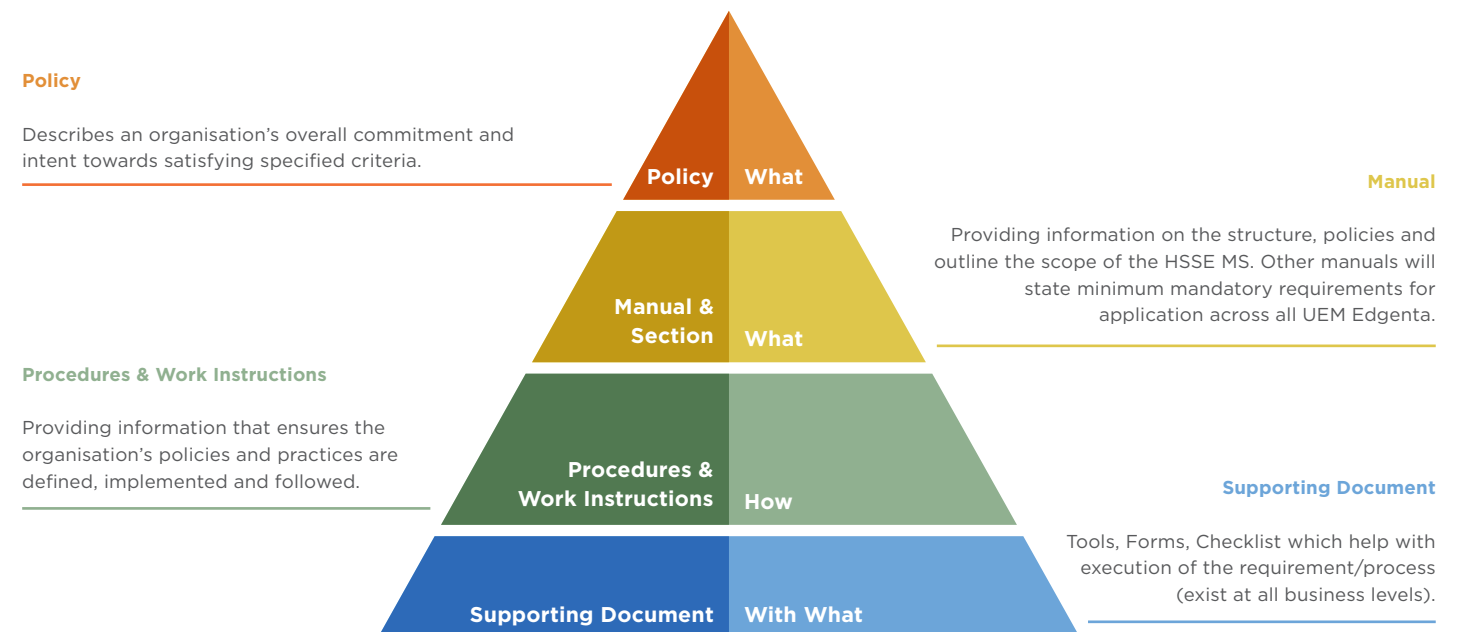 Policy
Describes an organisation’s overall commitment and
intent towards satisfying specified criteria.
Policy
What
Manual
Providing information on the structure, policies and
outline the scope of the HSSE MS. Other manuals will
state minimum mandatory requirements for
application across all UEM Edgenta.
Manual &
Section
What
Procedures & Work Instructions
Providing information that ensures the
organisation’s policies and practices are
defined, implemented and followed.
Procedures &
Work Instructions
How
Supporting Document
Tools, Forms, Checklist which help with
execution of the requirement/process
(exist at all business levels).
Supporting Document
With What